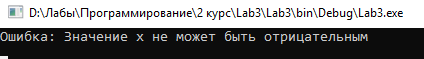 D:\Лабы\Программирование\2 курс\Lab3\Lab3\bin\Debug\Lab3.exe
Ошибка: Значение x не может быть отрицательным